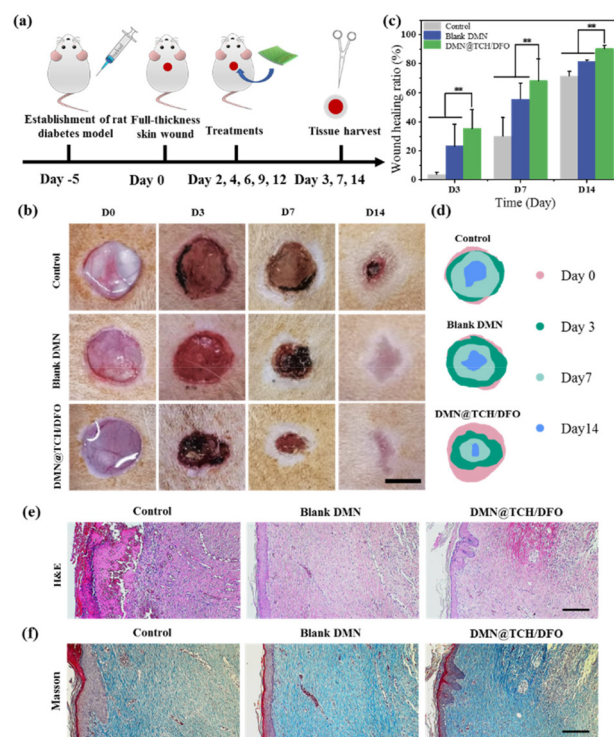 (a)
Establishment of rat
diabetes model
Full-thickness
skin wound
Treatments
Tissue harvest
Day -5
Day 0
Day 2, 4, 6, 9, 12
Day 3, 7, 14
(c)
Control
Blank DMN
DMN@TCH/DFO
Wound healing ratio (%)
100
80
60
40
20
0
**
**
**
D3
D7
D14
Time (Day)
(b)
D0
D3
D7
D14
Control
Blank DMN
DMN@TCH/DFO
(d)
Control
Blank DMN
DMN@TCH/DFO
Day 0
Day 3
Day7
Day14
(e)
Control
Blank DMN
DMN@TCH/DFO
H&E
(f)
Control
Blank DMN
DMN@TCH/DFO
Masson